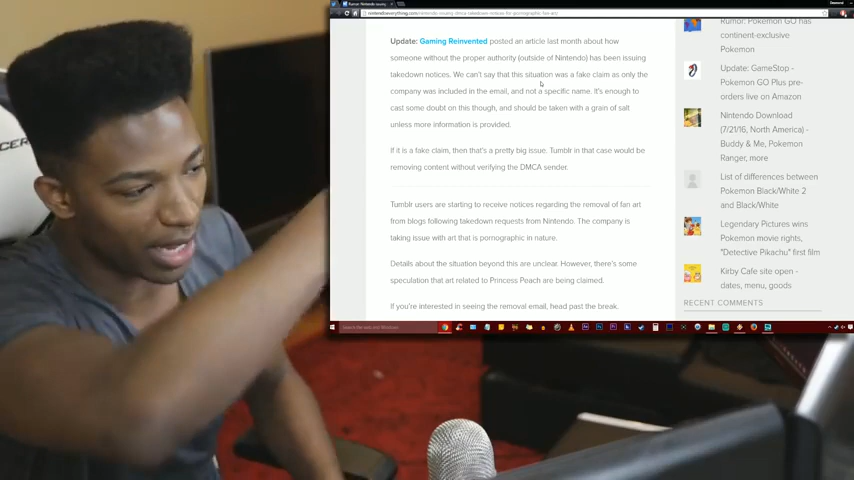 Update: Gaming Reinvented posted an article last month about how
someone without the proper authority (outside of Nintendo) has been issuing
takedown notices. We can't say that this situation was a fake claim as only the
company was included in the email, and not a specific name. It's enough to
cast some doubt on this though, and should be taken with a grain of salt
unless more information is provided.
If it is a fake claim, then that's a pretty big issue. Tumblr in that case would be
removing content without verifying the DMCA sender.
Tumblr users are starting to receive notices regarding the removal of fan art
from blogs following takedown requests from Nintendo. The company is
taking issue with art that is pornographic in nature.
Details about the situation beyond this are unclear. However, there's some
speculation that art related to Princess Peach are being claimed.
If you're interested in seeing the removal email, head past the break.
Rumor: Pokemon GO has
continent-exclusive
Pokemon
Update: GameStop -
Pokemon GO Plus pre-
orders live on Amazon
Nintendo Download
(7/21/16, North America) -
Buddy & Me, Pokemon
Ranger, more
List of differences between
Pokemon Black/White 2
and Black/White
Legendary Pictures wins
Pokemon movie rights,
"Detective Pikachu" first film
Kirby Cafe site open -
dates, menu, goods
RECENT COMMENTS
Search the web and Windows